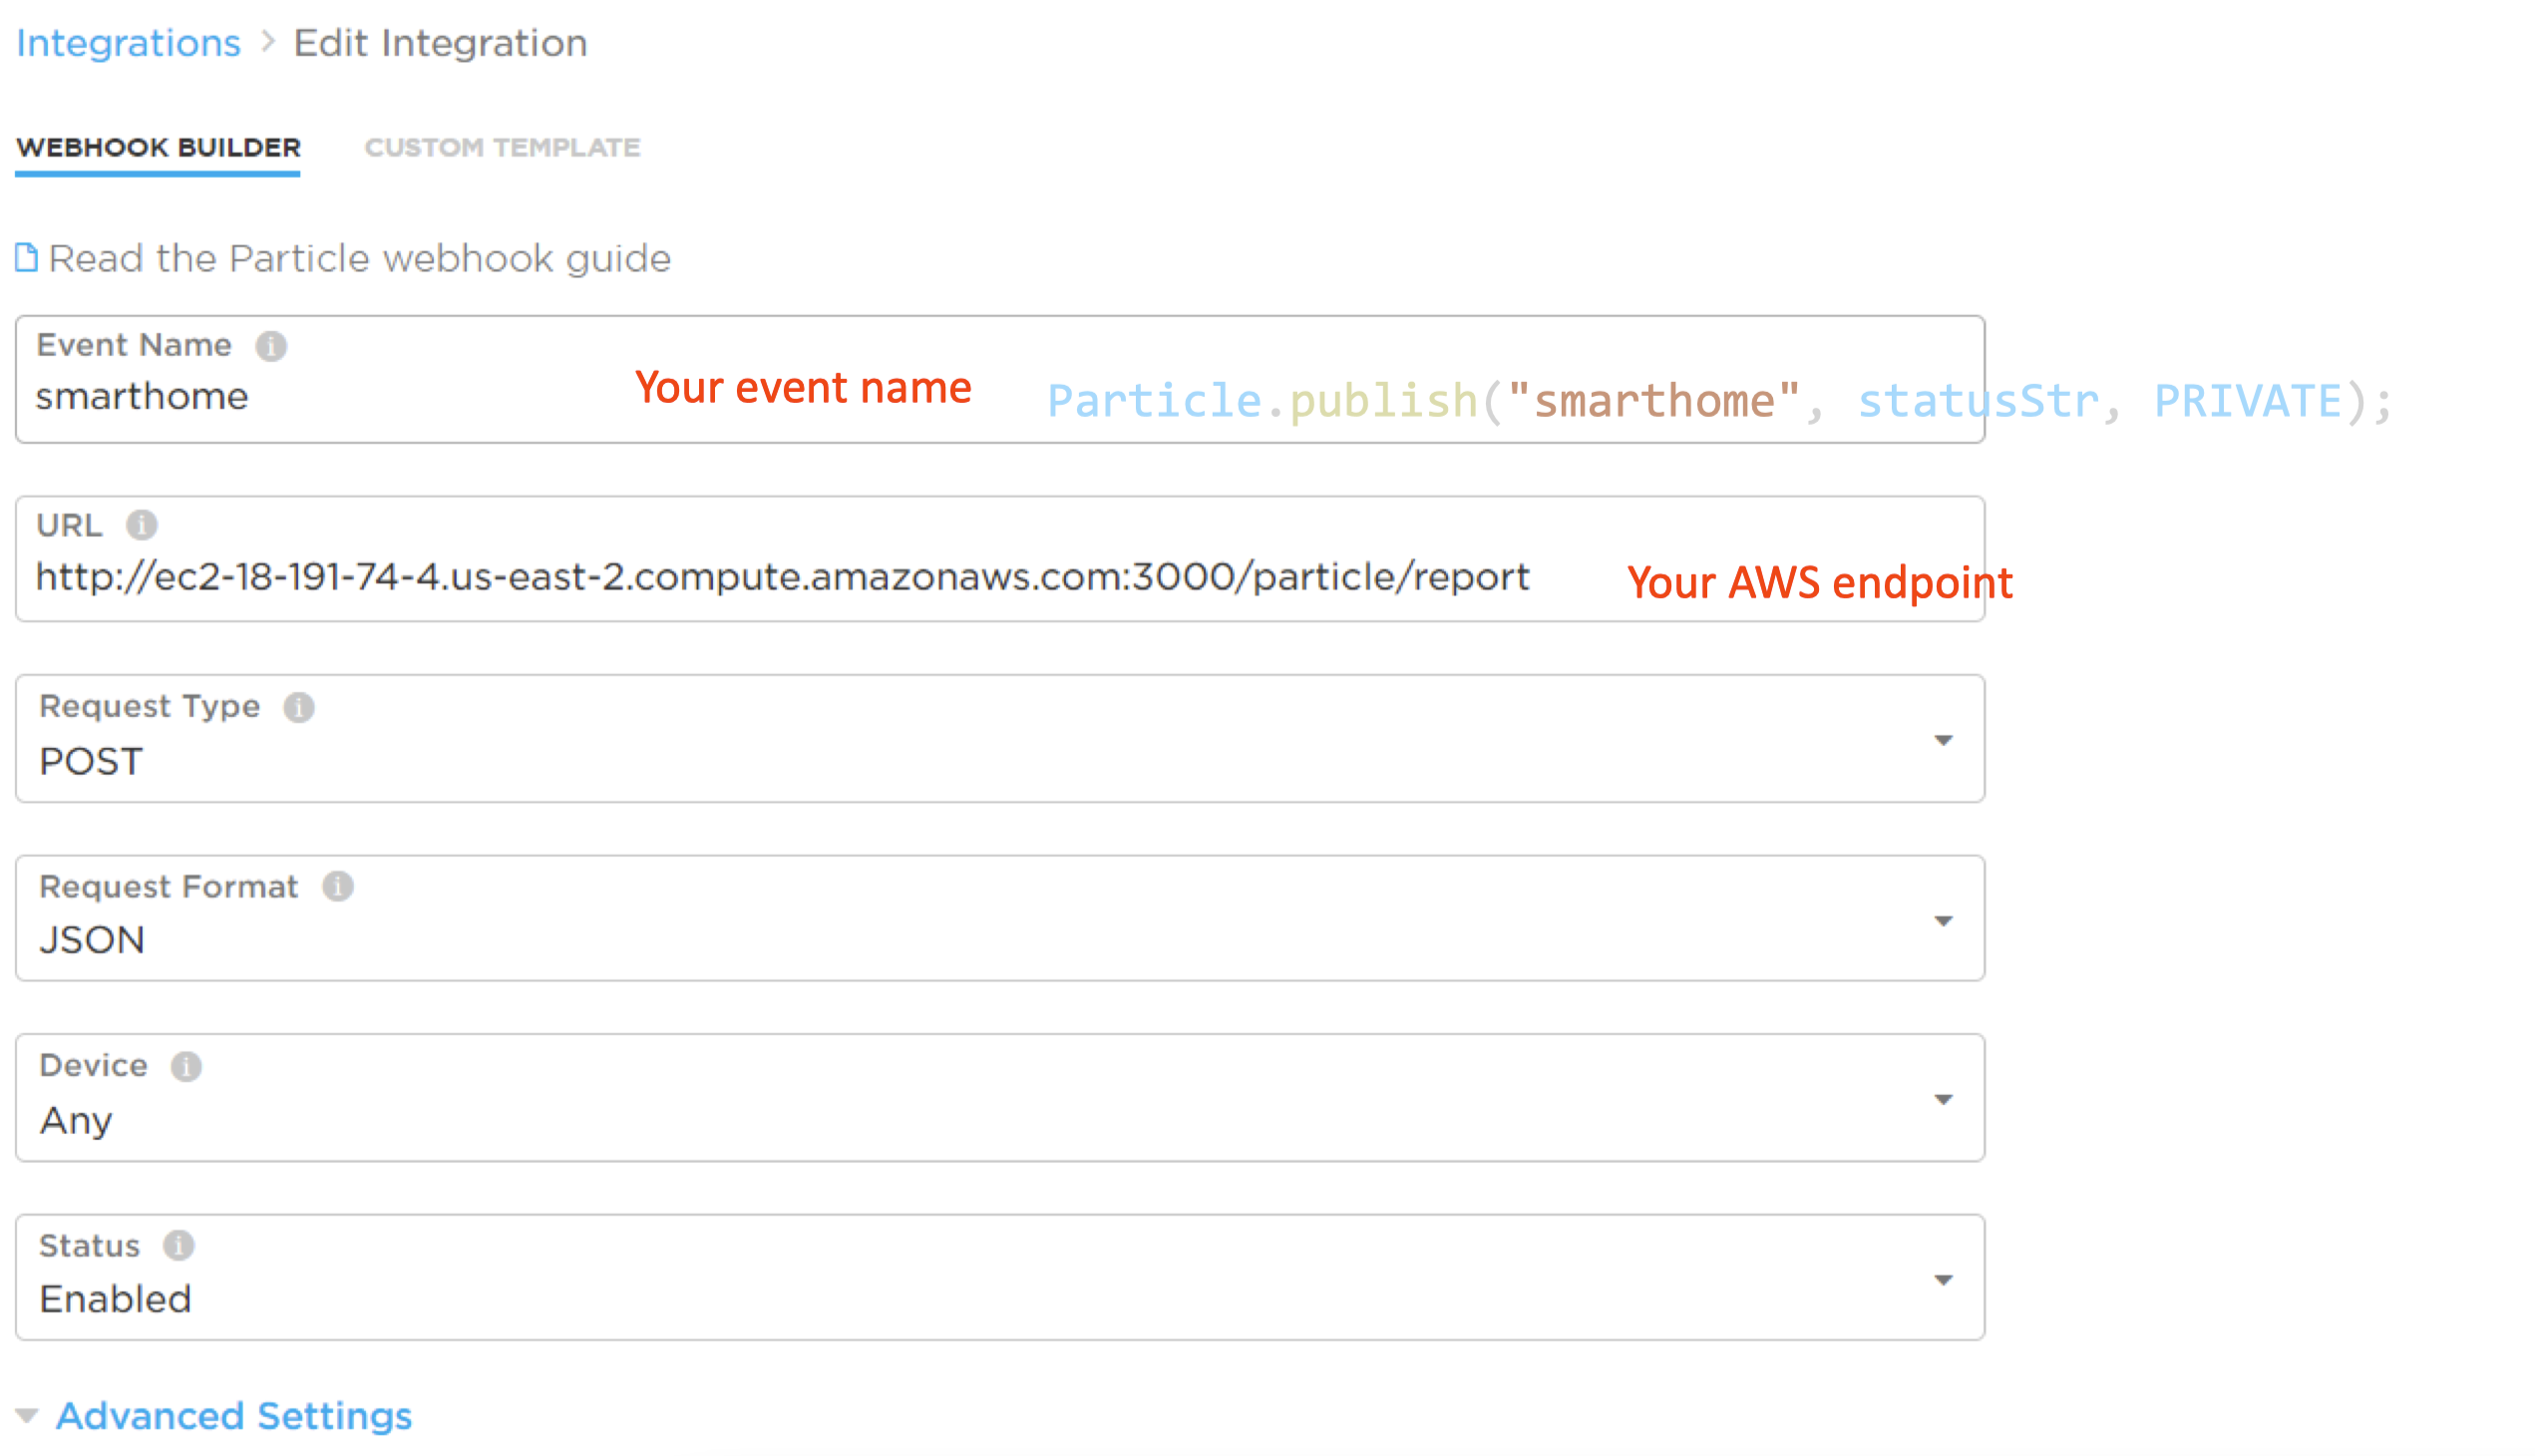 Integrations > Edit Integration
WEBHOOK BUILDER CUSTOM TEMPLATE
Read the Particle webhook guide
Event Name
smarthome
Your event name
Particle.publish("smarthome", statusStr, PRIVATE);
URL
http://ec2-18-191-74-4.us-east-2.compute.amazonaws.com:3000/particle/report
Your AWS endpoint
Request Type
POST
Request Format
JSON
Device
Any
Status
Enabled
Advanced Settings